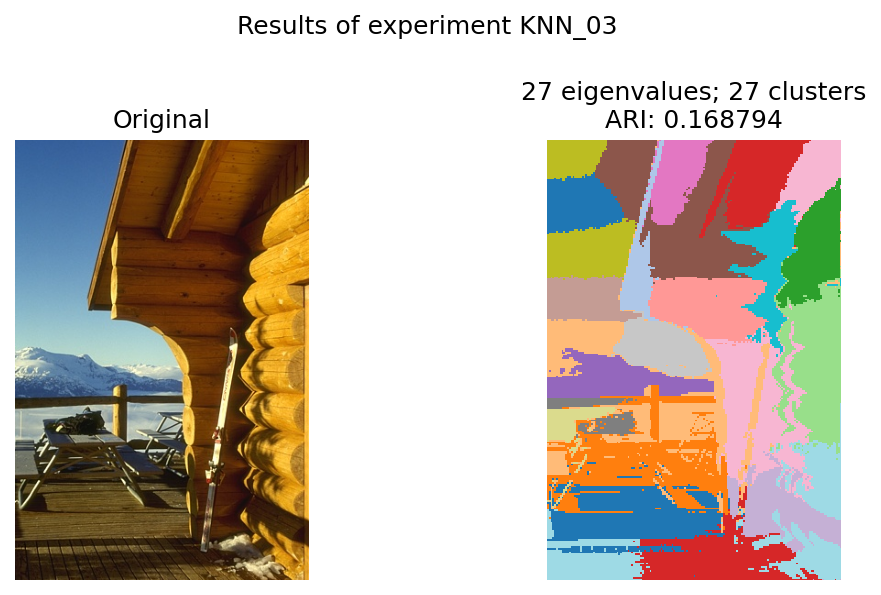 Results of experiment KNN_03
Original
27 eigenvalues; 27 clusters
ARI: 0.168794